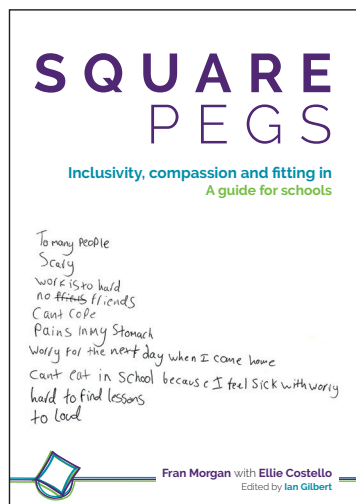 SQUARE
PEGS
Inclusivity, compassion and fitting in
A guide for schools
To many people
Scary
work is to hard
no ffrieis friends
Cant cope
Pains in my Stomach
Worry for the next day when I come home
Cant eat in School because I feel Sick with worry
hard to find lessons
to loud
Fran Morgan with Ellie Costello
Edited by Ian Gilbert